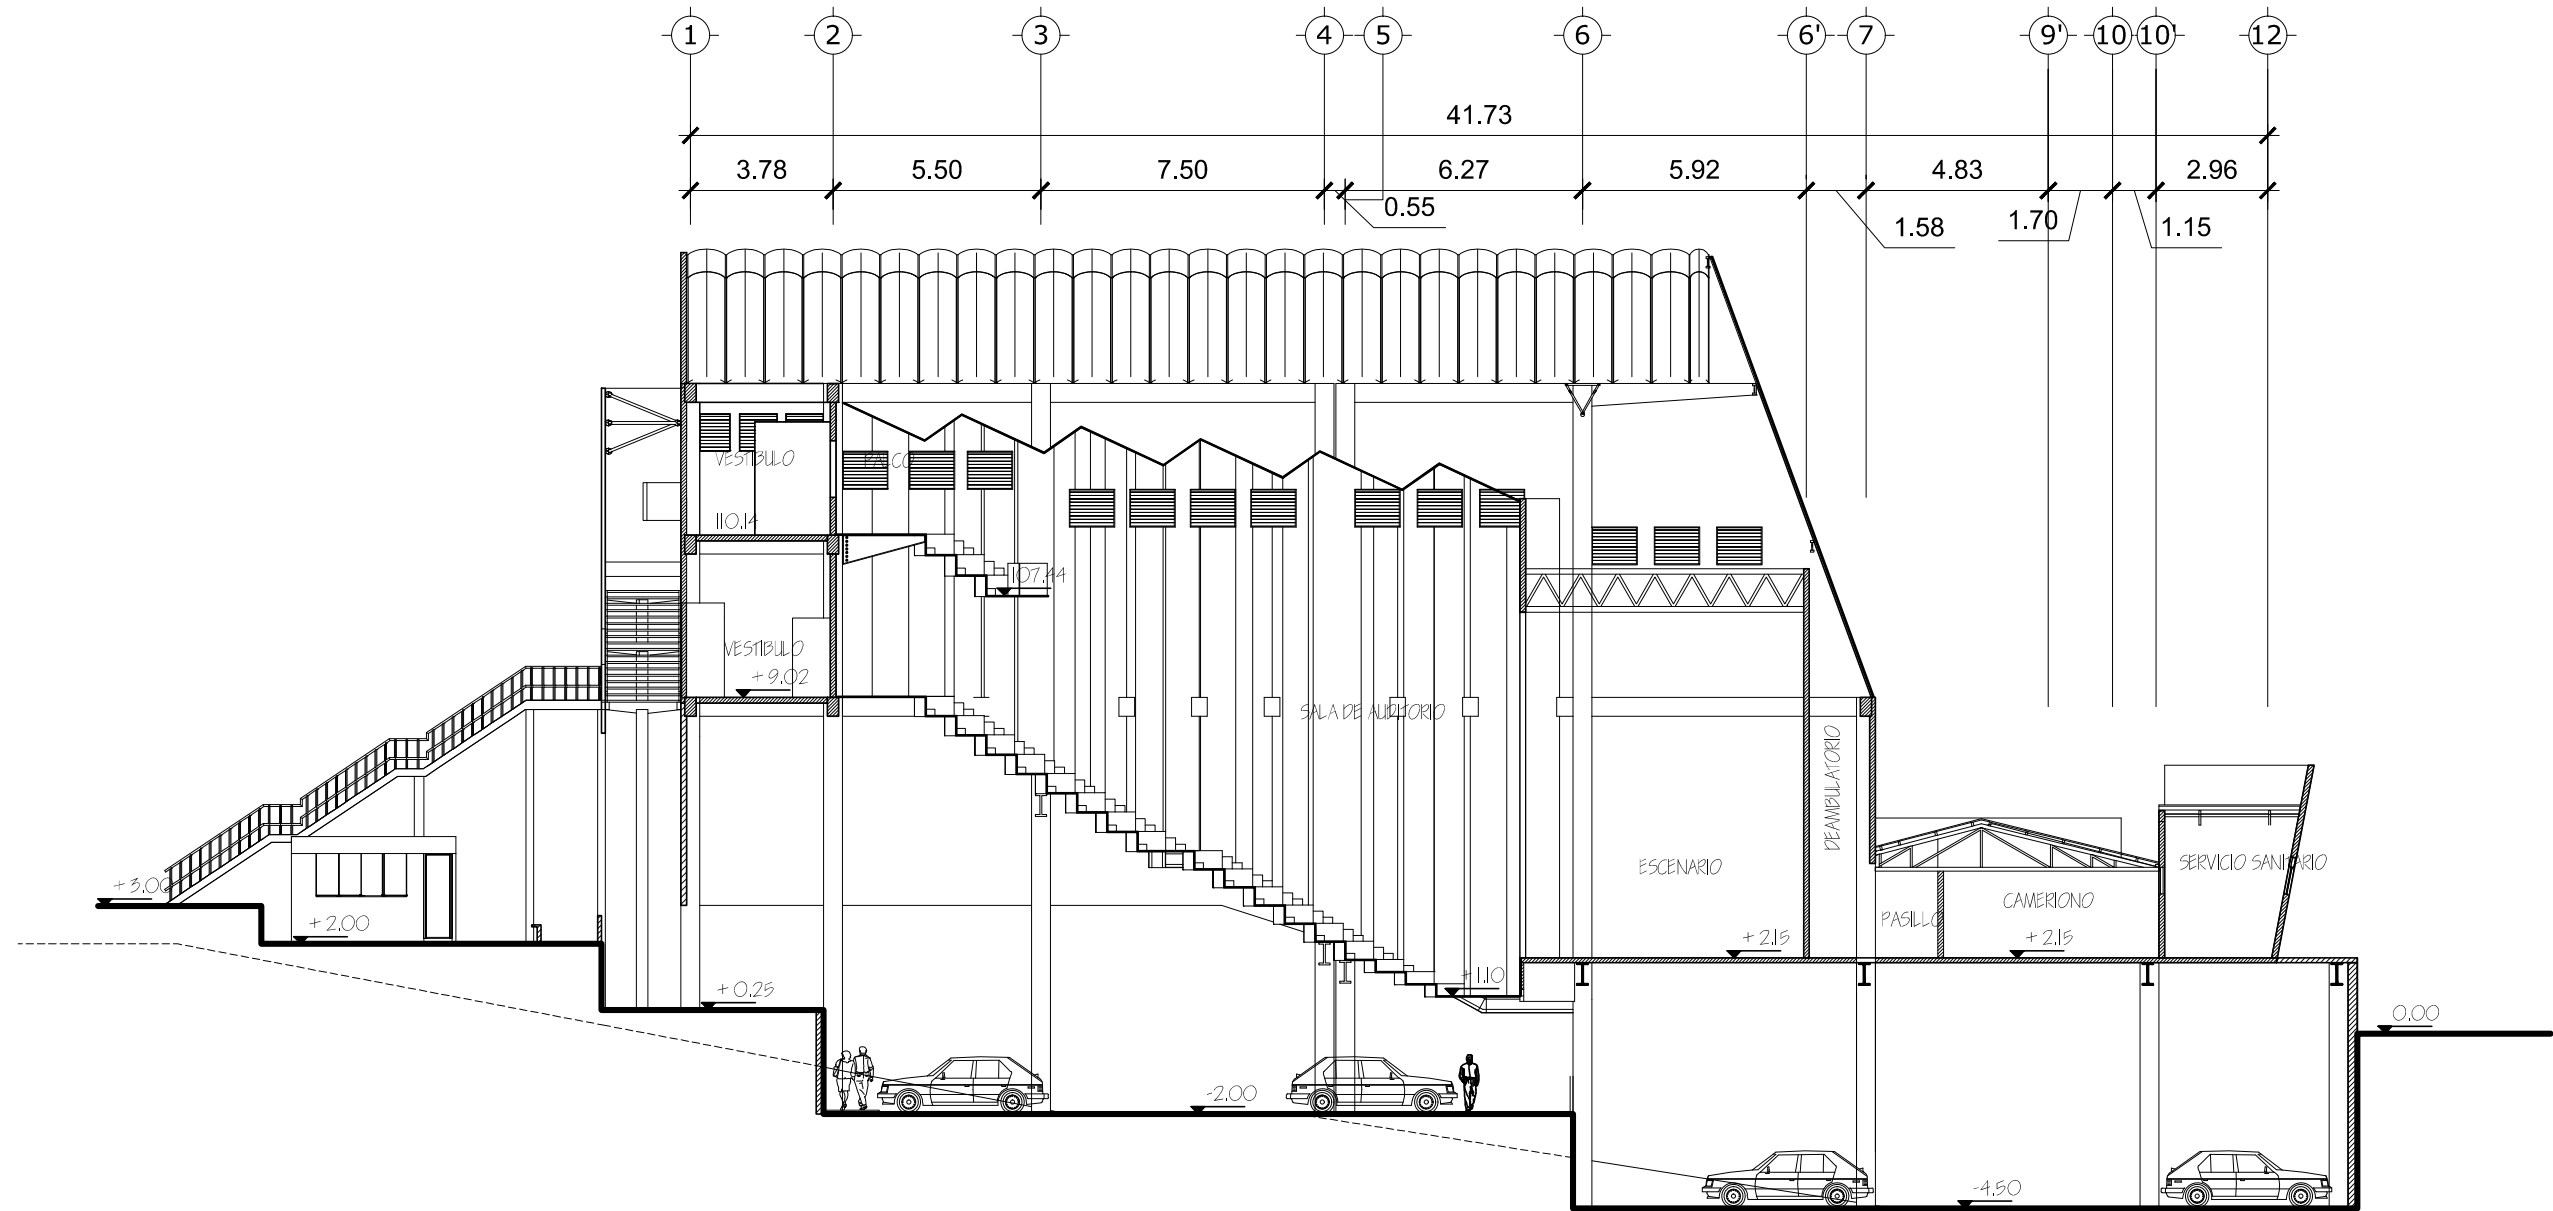 1 2 3 4 5 6 6' 7 9' 10 10' 12
41.73
3.78 5.50 7.50 6.27 5.92 4.83 2.96
0.55 1.58 1.70 1.15
VESTIBULO PALCO
110.14
107.44
VESTIBULO
+9.02
SALA DE AUDITORIO
DEAMBULATORIO
ESCENARIO
SERVICIO SANITARIO
+3.00
CAMERIONO
PASILLO
+2.00
+2.15 +2.15
+1.10
+0.25
0.00
-2.00
-4.50